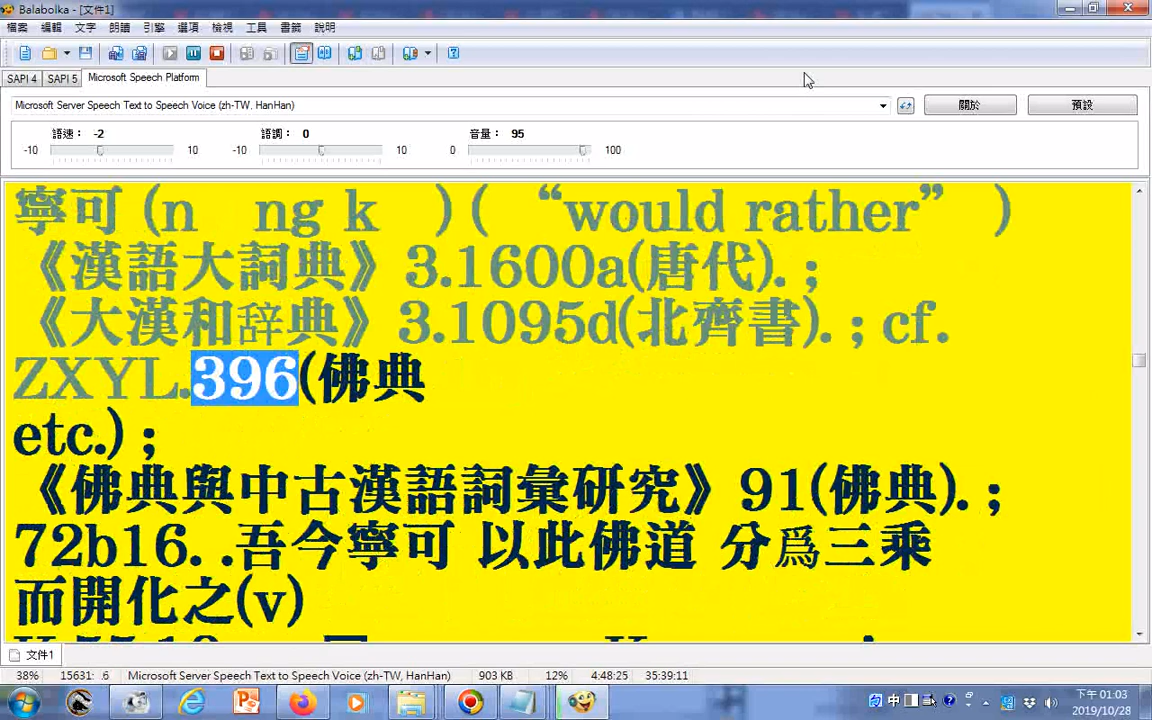 Balabolka - [文件1]
檔案 編輯 文字 朗讀 引擎 選項 檢視 工具 書籤 說明
SAPI 4 SAPI 5 Microsoft Speech Platform
Microsoft Server Speech Text to Speech Voice (zh-TW, HanHan) 關於 預設
語速： -2 語調： 0 音量： 95
-10 10 -10 10 0 100
寧可 (n ng k )( “would rather” )
《漢語大詞典》3.1600a(唐代). ;
《大漢和辞典》3.1095d(北齊書). ; cf.
ZXYL.396(佛典
etc.) ;
《佛典與中古漢語詞彙研究》91(佛典). ;
72b16. .吾今寧可 以此佛道 分爲三乘
而開化之(v)
文件1
38% 15631: .6 Microsoft Server Speech Text to Speech Voice (zh-TW, HanHan) 903 KB 12% 4:48:25 35:39:11
中 下午 01:03
2019/10/28